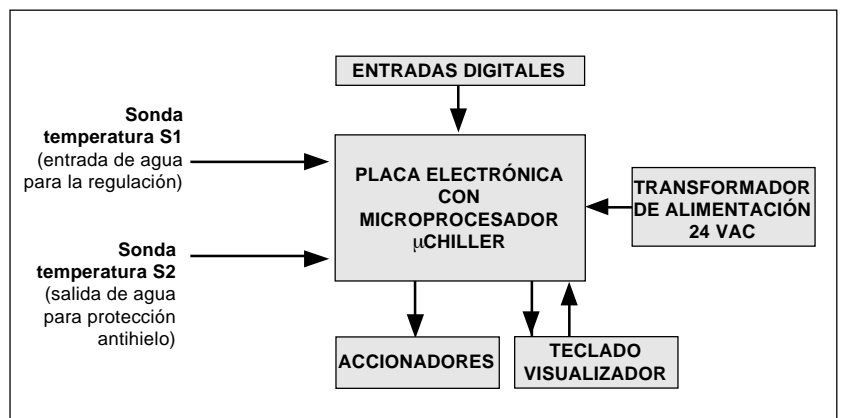 ENTRADAS DIGITALES
Sonda
temperatura S1
(entrada de agua
para la regulación)
PLACA ELECTRÓNICA
CON
MICROPROCESADOR
µCHILLER
TRANSFORMADOR
DE ALIMENTACIÓN
24 VAC
Sonda
temperatura S2
(salida de agua
para protección
antihielo)
ACCIONADORES
TECLADO
VISUALIZADOR